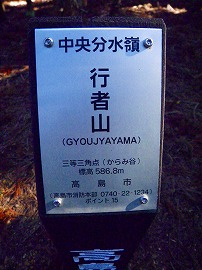 中央分水嶺
行者山
(GYOUJYAYAMA)
三等三角点（からみ谷）
標高 586.8m
高島市
(高島市消防本部 0740-22-1234)
ポイント 15
高